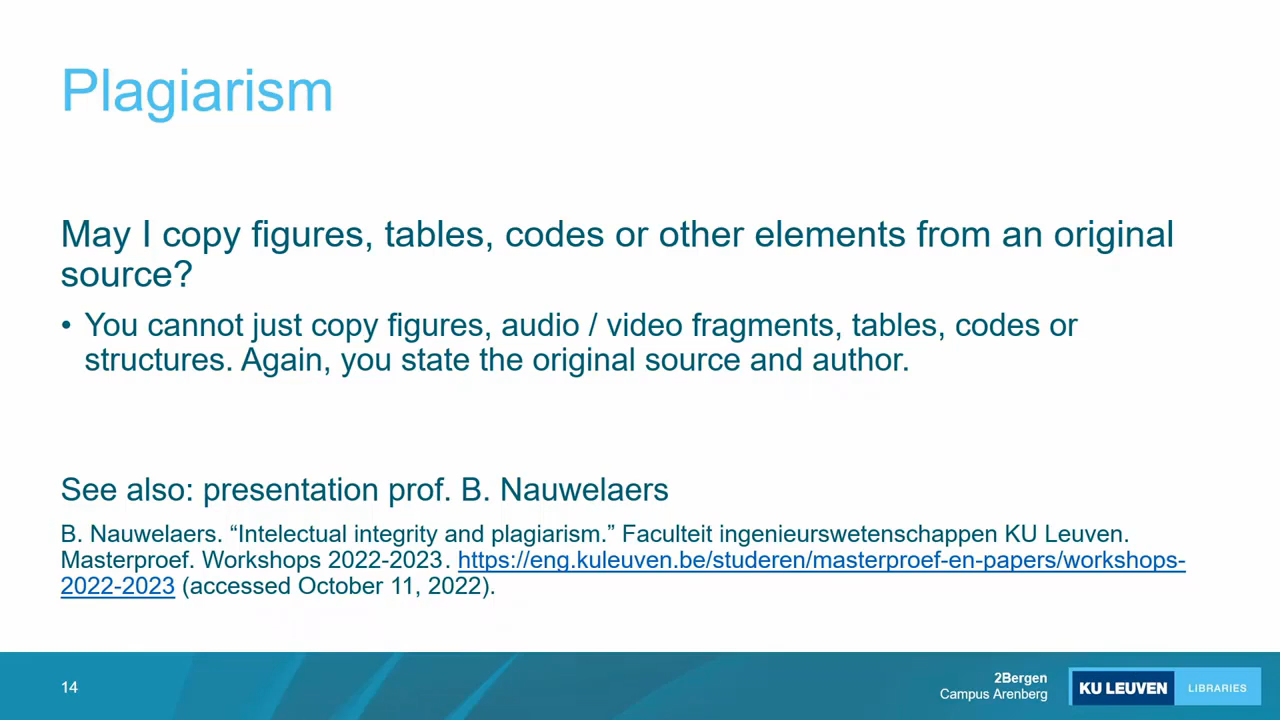 Plagiarism
May I copy figures, tables, codes or other elements from an original
source?
• You cannot just copy figures, audio / video fragments, tables, codes or
structures. Again, you state the original source and author.
See also: presentation prof. B. Nauwelaers
B. Nauwelaers. “Intelectual integrity and plagiarism.” Faculteit ingenieurswetenschappen KU Leuven.
Masterproef. Workshops 2022-2023. https://eng.kuleuven.be/studeren/masterproef-en-papers/workshops-
2022-2023 (accessed October 11, 2022).
14
2Bergen
Campus Arenberg
KU LEUVEN LIBRARIES